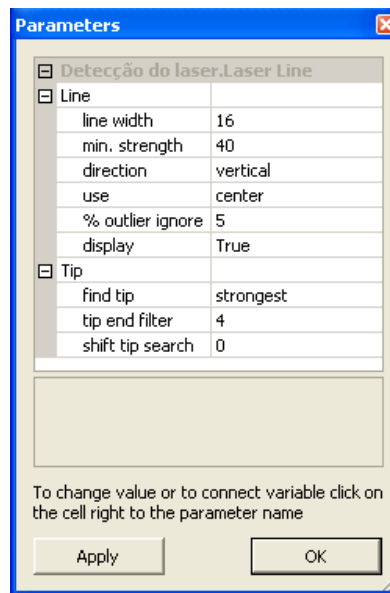 Parameters
Detecção do laser.Laser Line
Line
line width 16
min. strength 40
direction vertical
use center
% outlier ignore 5
display True
Tip
find tip strongest
tip end filter 4
shift tip search 0
To change value or to connect variable click on
the cell right to the parameter name
Apply OK